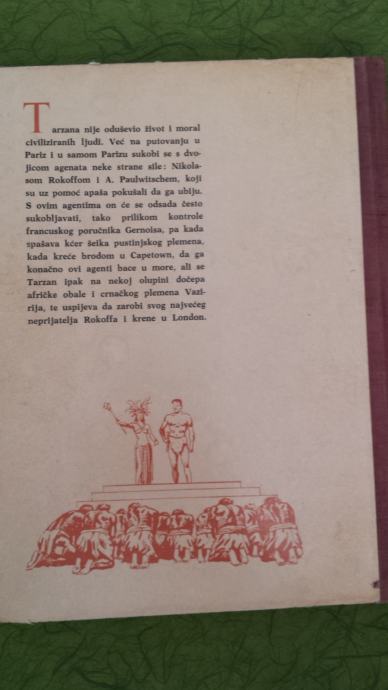 Tarzana nije oduševio život i moral
civiliziranih ljudi. Već na putovanju u
Pariz i u samom Parizu sukobi se s dvo-
jicom agenata neke strane sile: Nikola-
som Rokoffom i A. Paulwitschem, koji
su uz pomoć apaša pokušali da ga ubiju.
S ovim agentima on će se odsada često
sukobljavati, tako prilikom kontrole
francuskog poručnika Gernoisa, pa kada
spašava kćer šeika pustinjskog plemena,
kada kreće brodom u Capetown, da ga
konačno ovi agenti bace u more, ali se
Tarzan ipak na nekoj olupini dočepa
afričke obale i crnačkog plemena Vazi-
rija, te uspijeva da zarobi svog najvećeg
neprijatelja Rokoffa i krene u London.